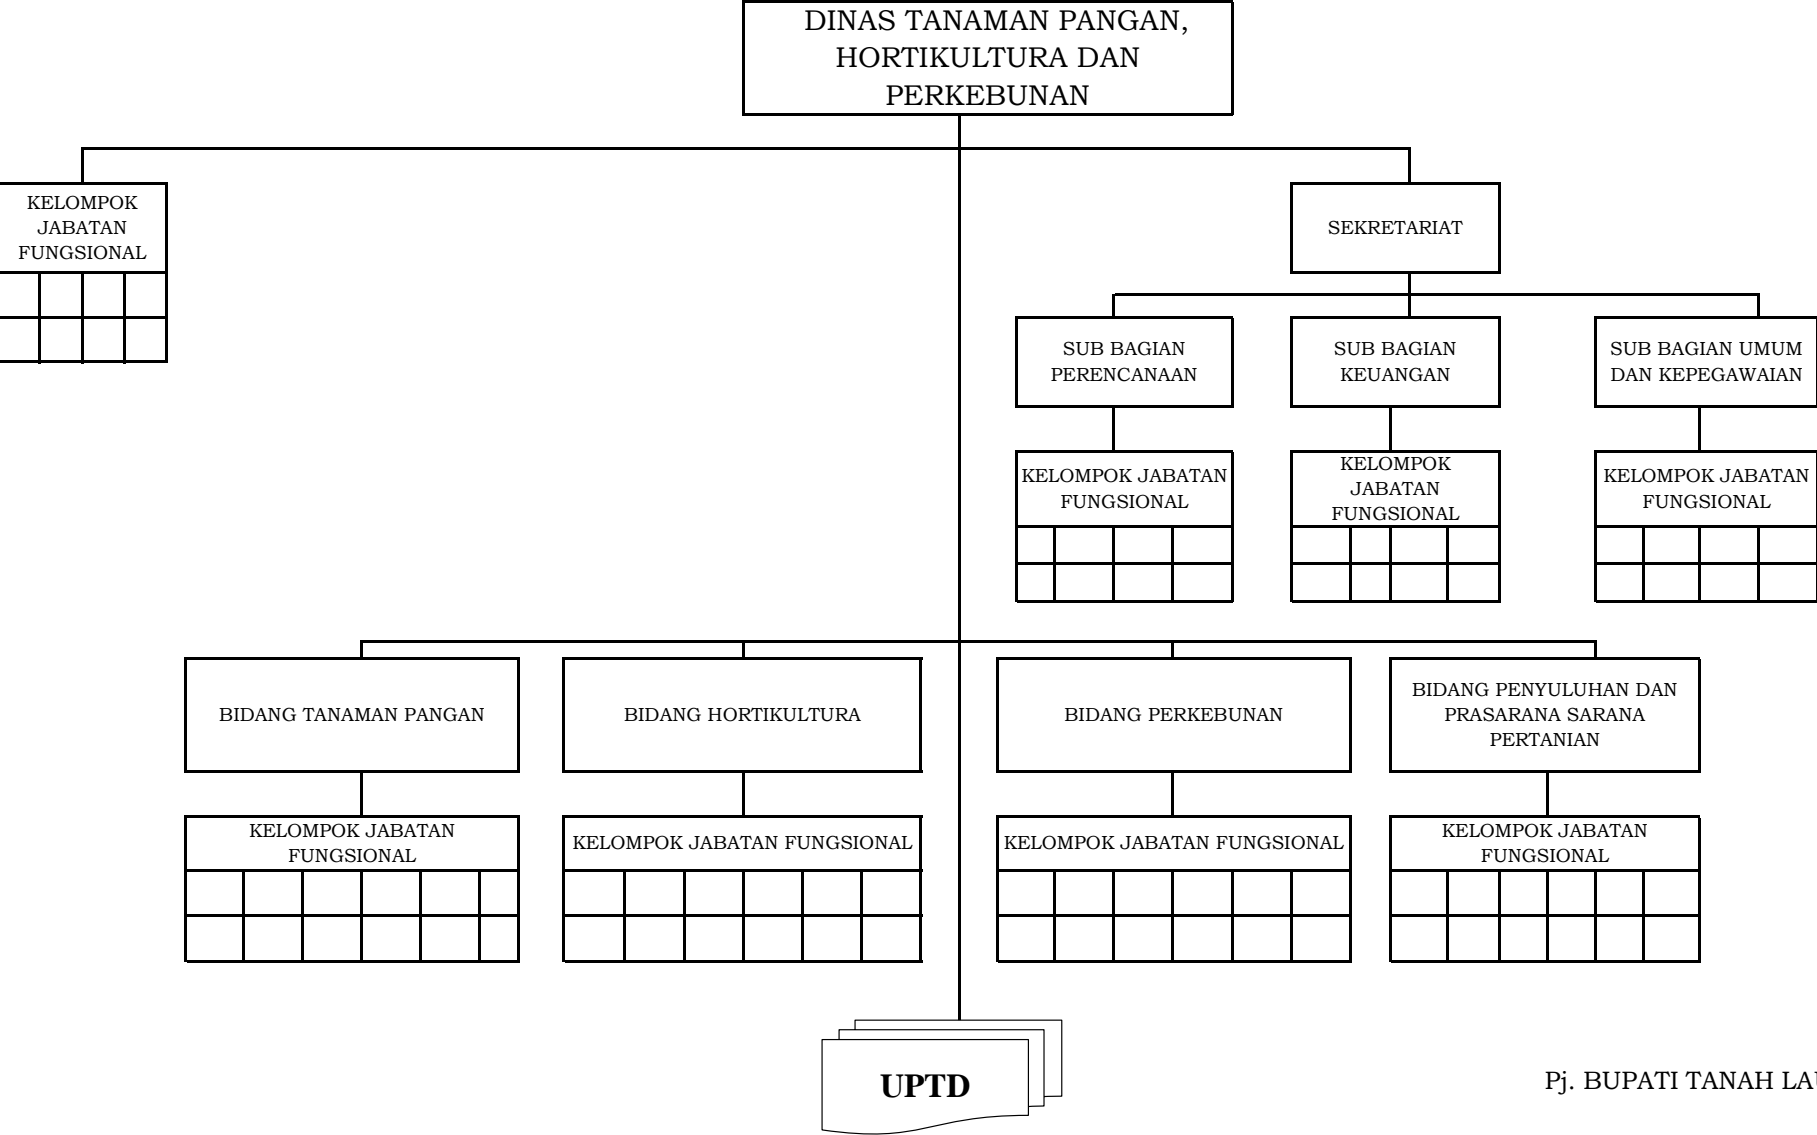 DINAS TANAMAN PANGAN,
HORTIKULTURA DAN
PERKEBUNAN
KELOMPOK
JABATAN
FUNGSIONAL
SEKRETARIAT
SUB BAGIAN
PERENCANAAN
SUB BAGIAN
KEUANGAN
SUB BAGIAN UMUM
DAN KEPEGAWAIAN
KELOMPOK JABATAN
FUNGSIONAL
KELOMPOK
JABATAN
FUNGSIONAL
KELOMPOK JABATAN
FUNGSIONAL
BIDANG TANAMAN PANGAN
BIDANG HORTIKULTURA
BIDANG PERKEBUNAN
BIDANG PENYULUHAN DAN
PRASARANA SARANA
PERTANIAN
KELOMPOK JABATAN
FUNGSIONAL
KELOMPOK JABATAN FUNGSIONAL
KELOMPOK JABATAN FUNGSIONAL
KELOMPOK JABATAN
FUNGSIONAL
UPTD
Pj. BUPATI TANAH